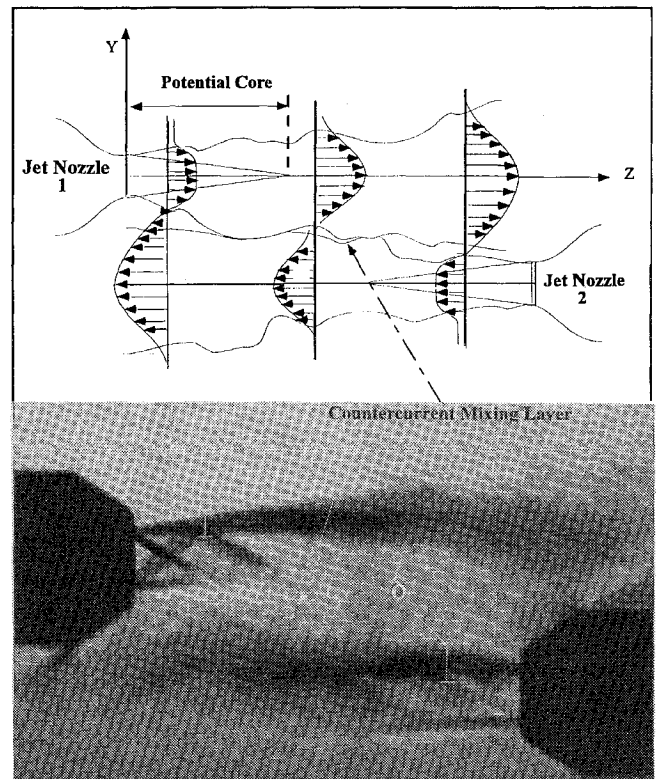 Y
Potential Core
Jet Nozzle
1
Z
Jet Nozzle
2
Countercurrent Mixing Layer